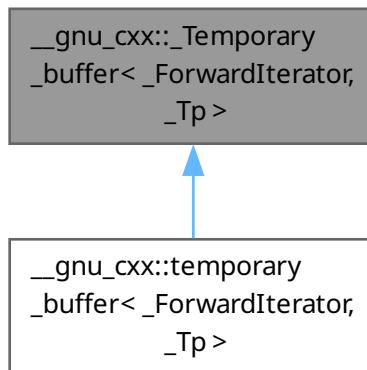 __gnu_cxx::_Temporary
_buffer< _ForwardIterator,
_Tp >
__gnu_cxx::temporary
_buffer< _ForwardIterator,
_Tp >